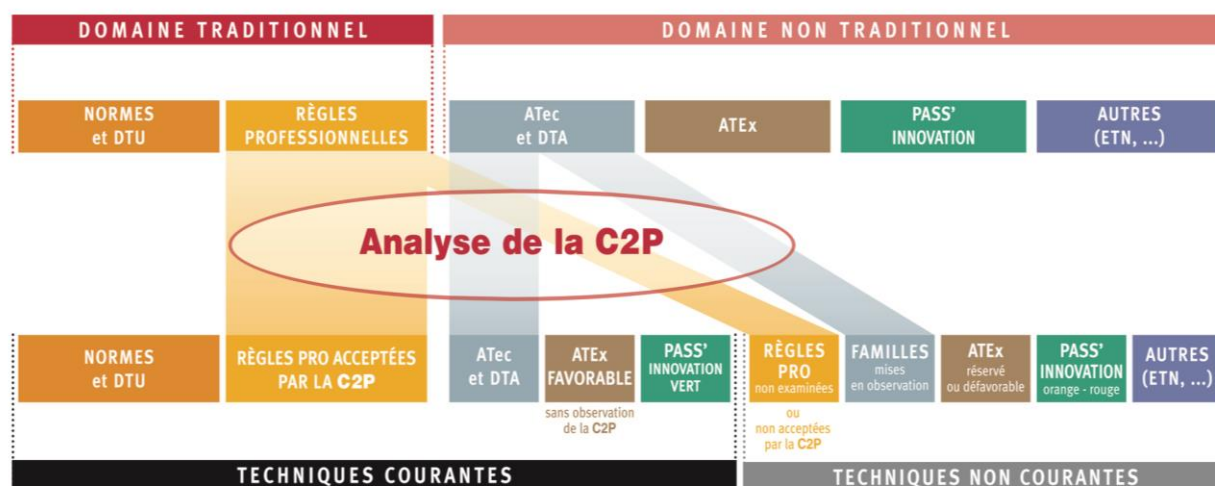 DOMAINE TRADITIONNEL
DOMAINE NON TRADITIONNEL
NORMES
et DTU
RÈGLES
PROFESSIONNELLES
ATec
et DTA
ATEx
PASS'
INNOVATION
AUTRES
(ETN, ...)
Analyse de la C2P
NORMES
et DTU
RÈGLES PRO ACCEPTÉES
PAR LA C2P
ATec
et DTA
ATEx
FAVORABLE
sans observation
de la C2P
PASS'
INNOVATION
VERT
RÈGLES
PRO
non examinées
ou
non acceptées
par la C2P
FAMILLES
mises
en observation
ATEx
réservé
ou défavorable
PASS'
INNOVATION
orange - rouge
AUTRES
(ETN, ...)
TECHNIQUES COURANTES
TECHNIQUES NON COURANTES